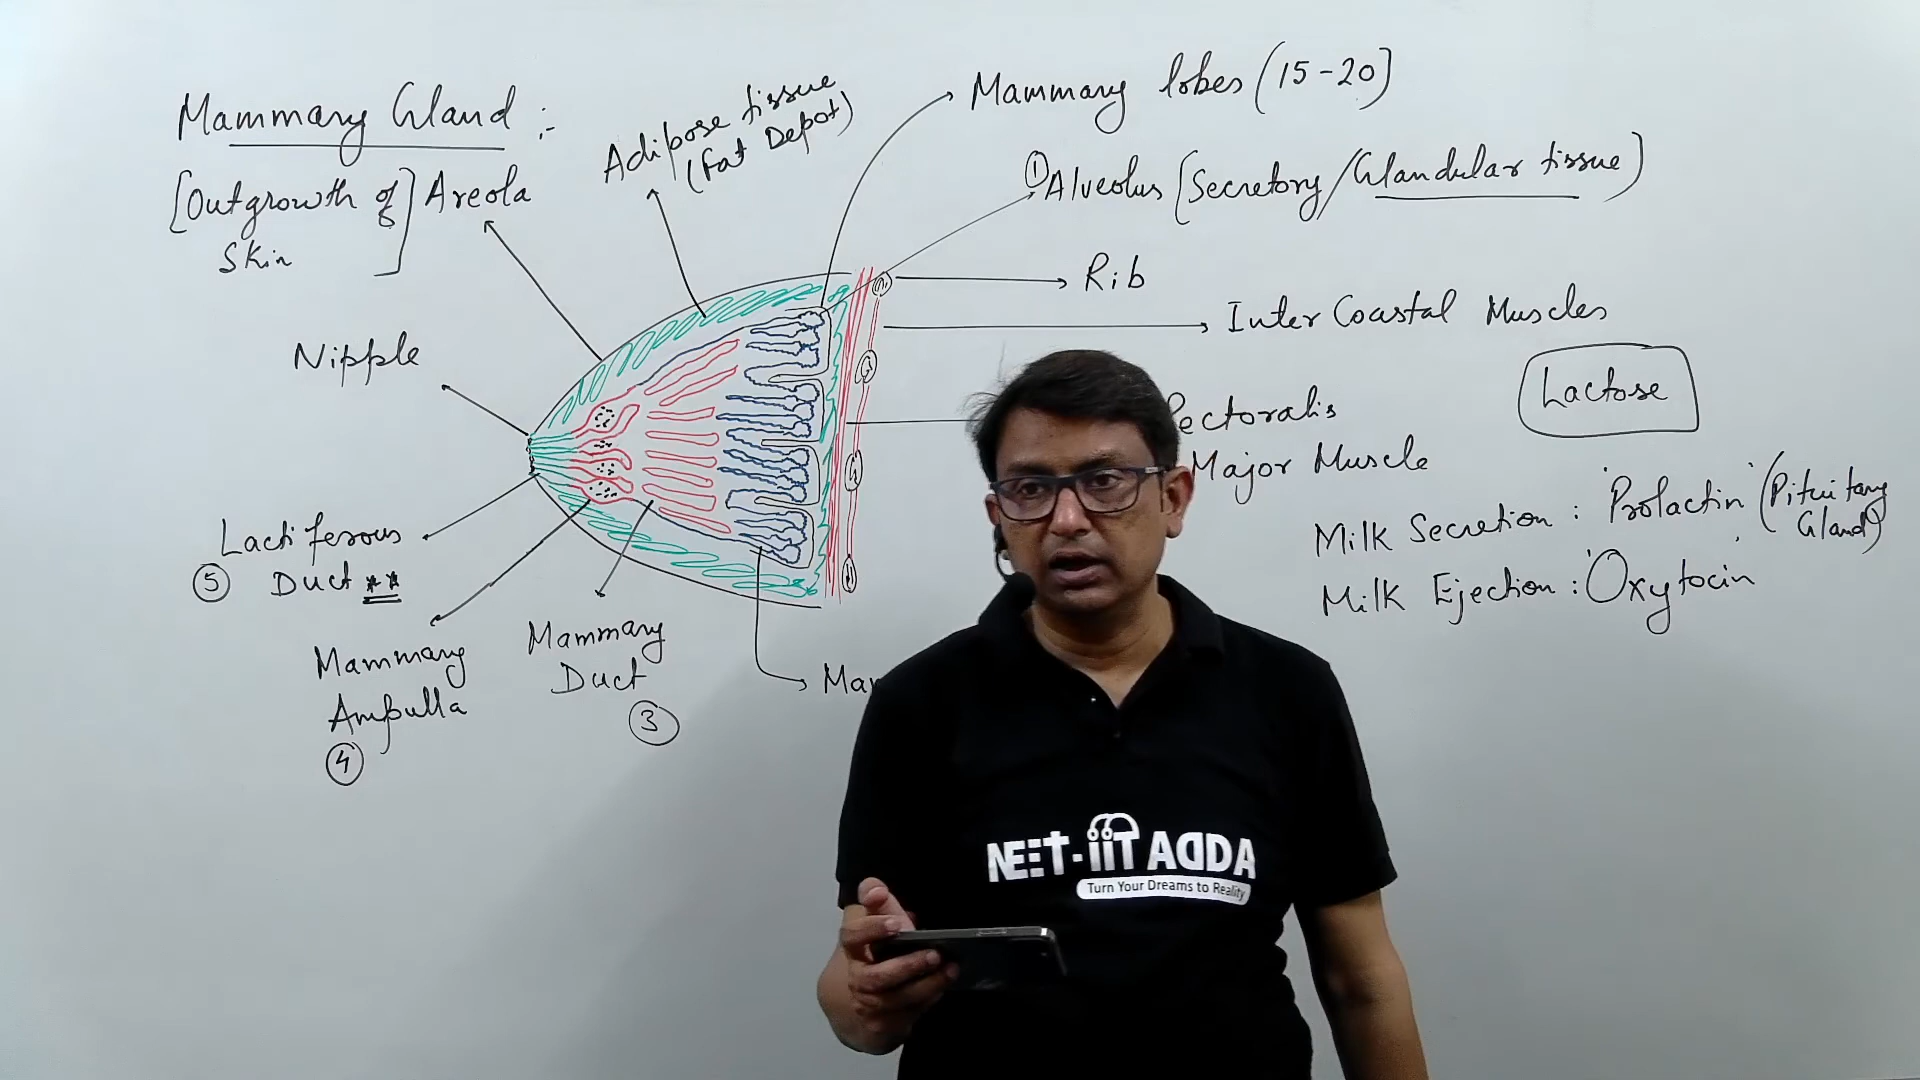 Mammary Gland :-
[Outgrowth of
Skin]
Areola
Adipose tissue
(Fat Depot)
Mammary lobes (15-20]
① Alveolus [Secretory/Glandular tissue)
Rib
Inter Coastal Muscles
Nipple
Lactose
Pectoralis
Major Muscle
Milk Secretion : 'Prolactin' (Pituitary
Gland)
Milk Ejection : 'Oxytocin'
Lactiferous
⑤ Duct **
Mammary
Ampulla
④
Mammary
Duct
③
NEET-IIT ADDA
Turn Your Dreams to Reality